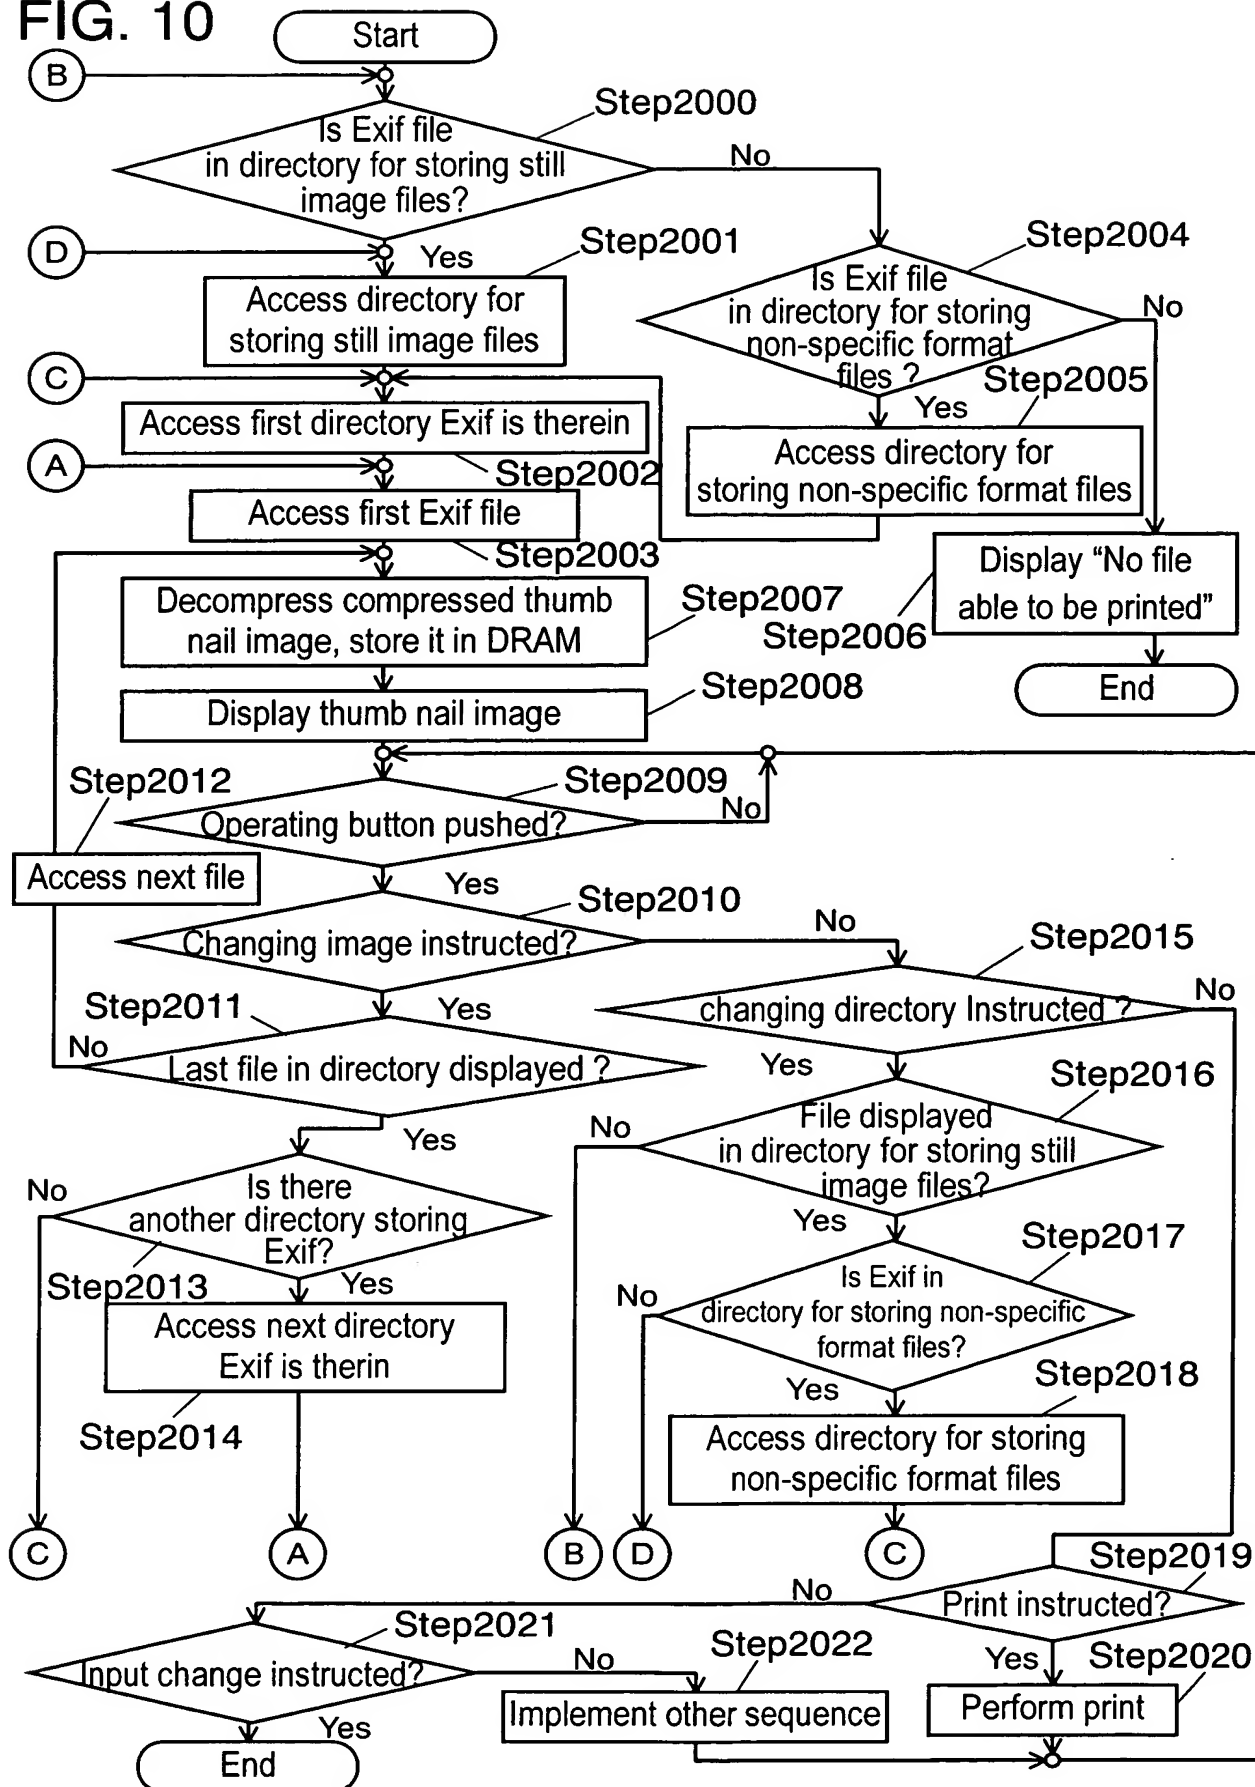 FIG. 10
Start
B
Step2000
Is Exif file
in directory for storing still
image files?
No
D
Yes
Step2001
Step2004
Access directory for
storing still image files
Is Exif file
in directory for storing
non-specific format
files ?
No
C
Step2005
Yes
Access first directory Exif is therein
Access directory for
storing non-specific format files
A
Step2002
Access first Exif file
Step2003
Display “No file
able to be printed”
Decompress compressed thumb
nail image, store it in DRAM
Step2007
Step2006
Step2008
End
Display thumb nail image
Step2012
Step2009
No
Operating button pushed?
Access next file
Yes
Step2010
No
Changing image instructed?
Step2015
Step2011
Yes
changing directory Instructed ?
No
No
Last file in directory displayed ?
Yes
Step2016
Yes
No
File displayed
in directory for storing still
image files?
No
Is there
another directory storing
Exif?
Yes
Step2017
Step2013
Yes
No
Is Exif in
directory for storing non-specific
format files?
Access next directory
Exif is therin
Yes
Step2018
Step2014
Access directory for storing
non-specific format files
C
A
B
D
C
Step2019
No
Print instructed?
Step2021
Step2022
Yes
Step2020
Input change instructed?
No
Implement other sequence
Perform print
Yes
End